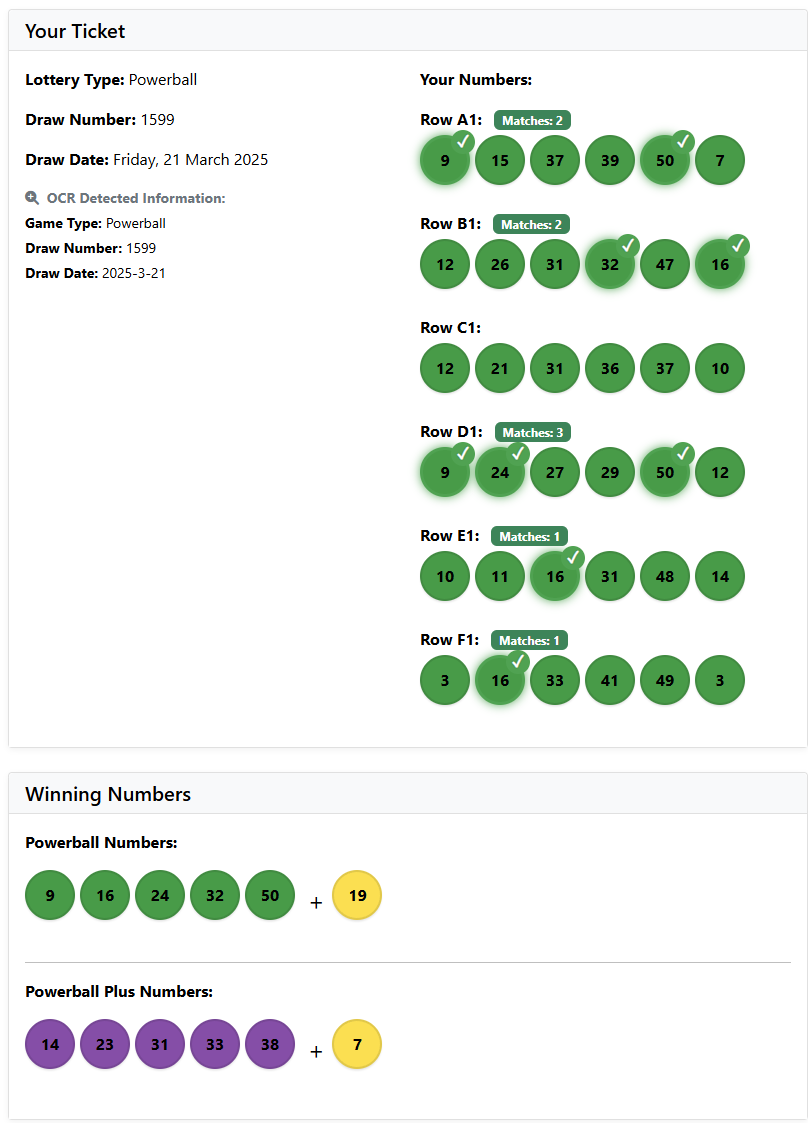 Your Ticket
Lottery Type: Powerball
Draw Number: 1599
Draw Date: Friday, 21 March 2025
OCR Detected Information:
Game Type: Powerball
Draw Number: 1599
Draw Date: 2025-3-21
Your Numbers:
Row A1: Matches: 2
9 15 37 39 50 7
Row B1: Matches: 2
12 26 31 32 47 16
Row C1:
12 21 31 36 37 10
Row D1: Matches: 3
9 24 27 29 50 12
Row E1: Matches: 1
10 11 16 31 48 14
Row F1: Matches: 1
3 16 33 41 49 3
Winning Numbers
Powerball Numbers:
9 16 24 32 50 + 19
Powerball Plus Numbers:
14 23 31 33 38 + 7